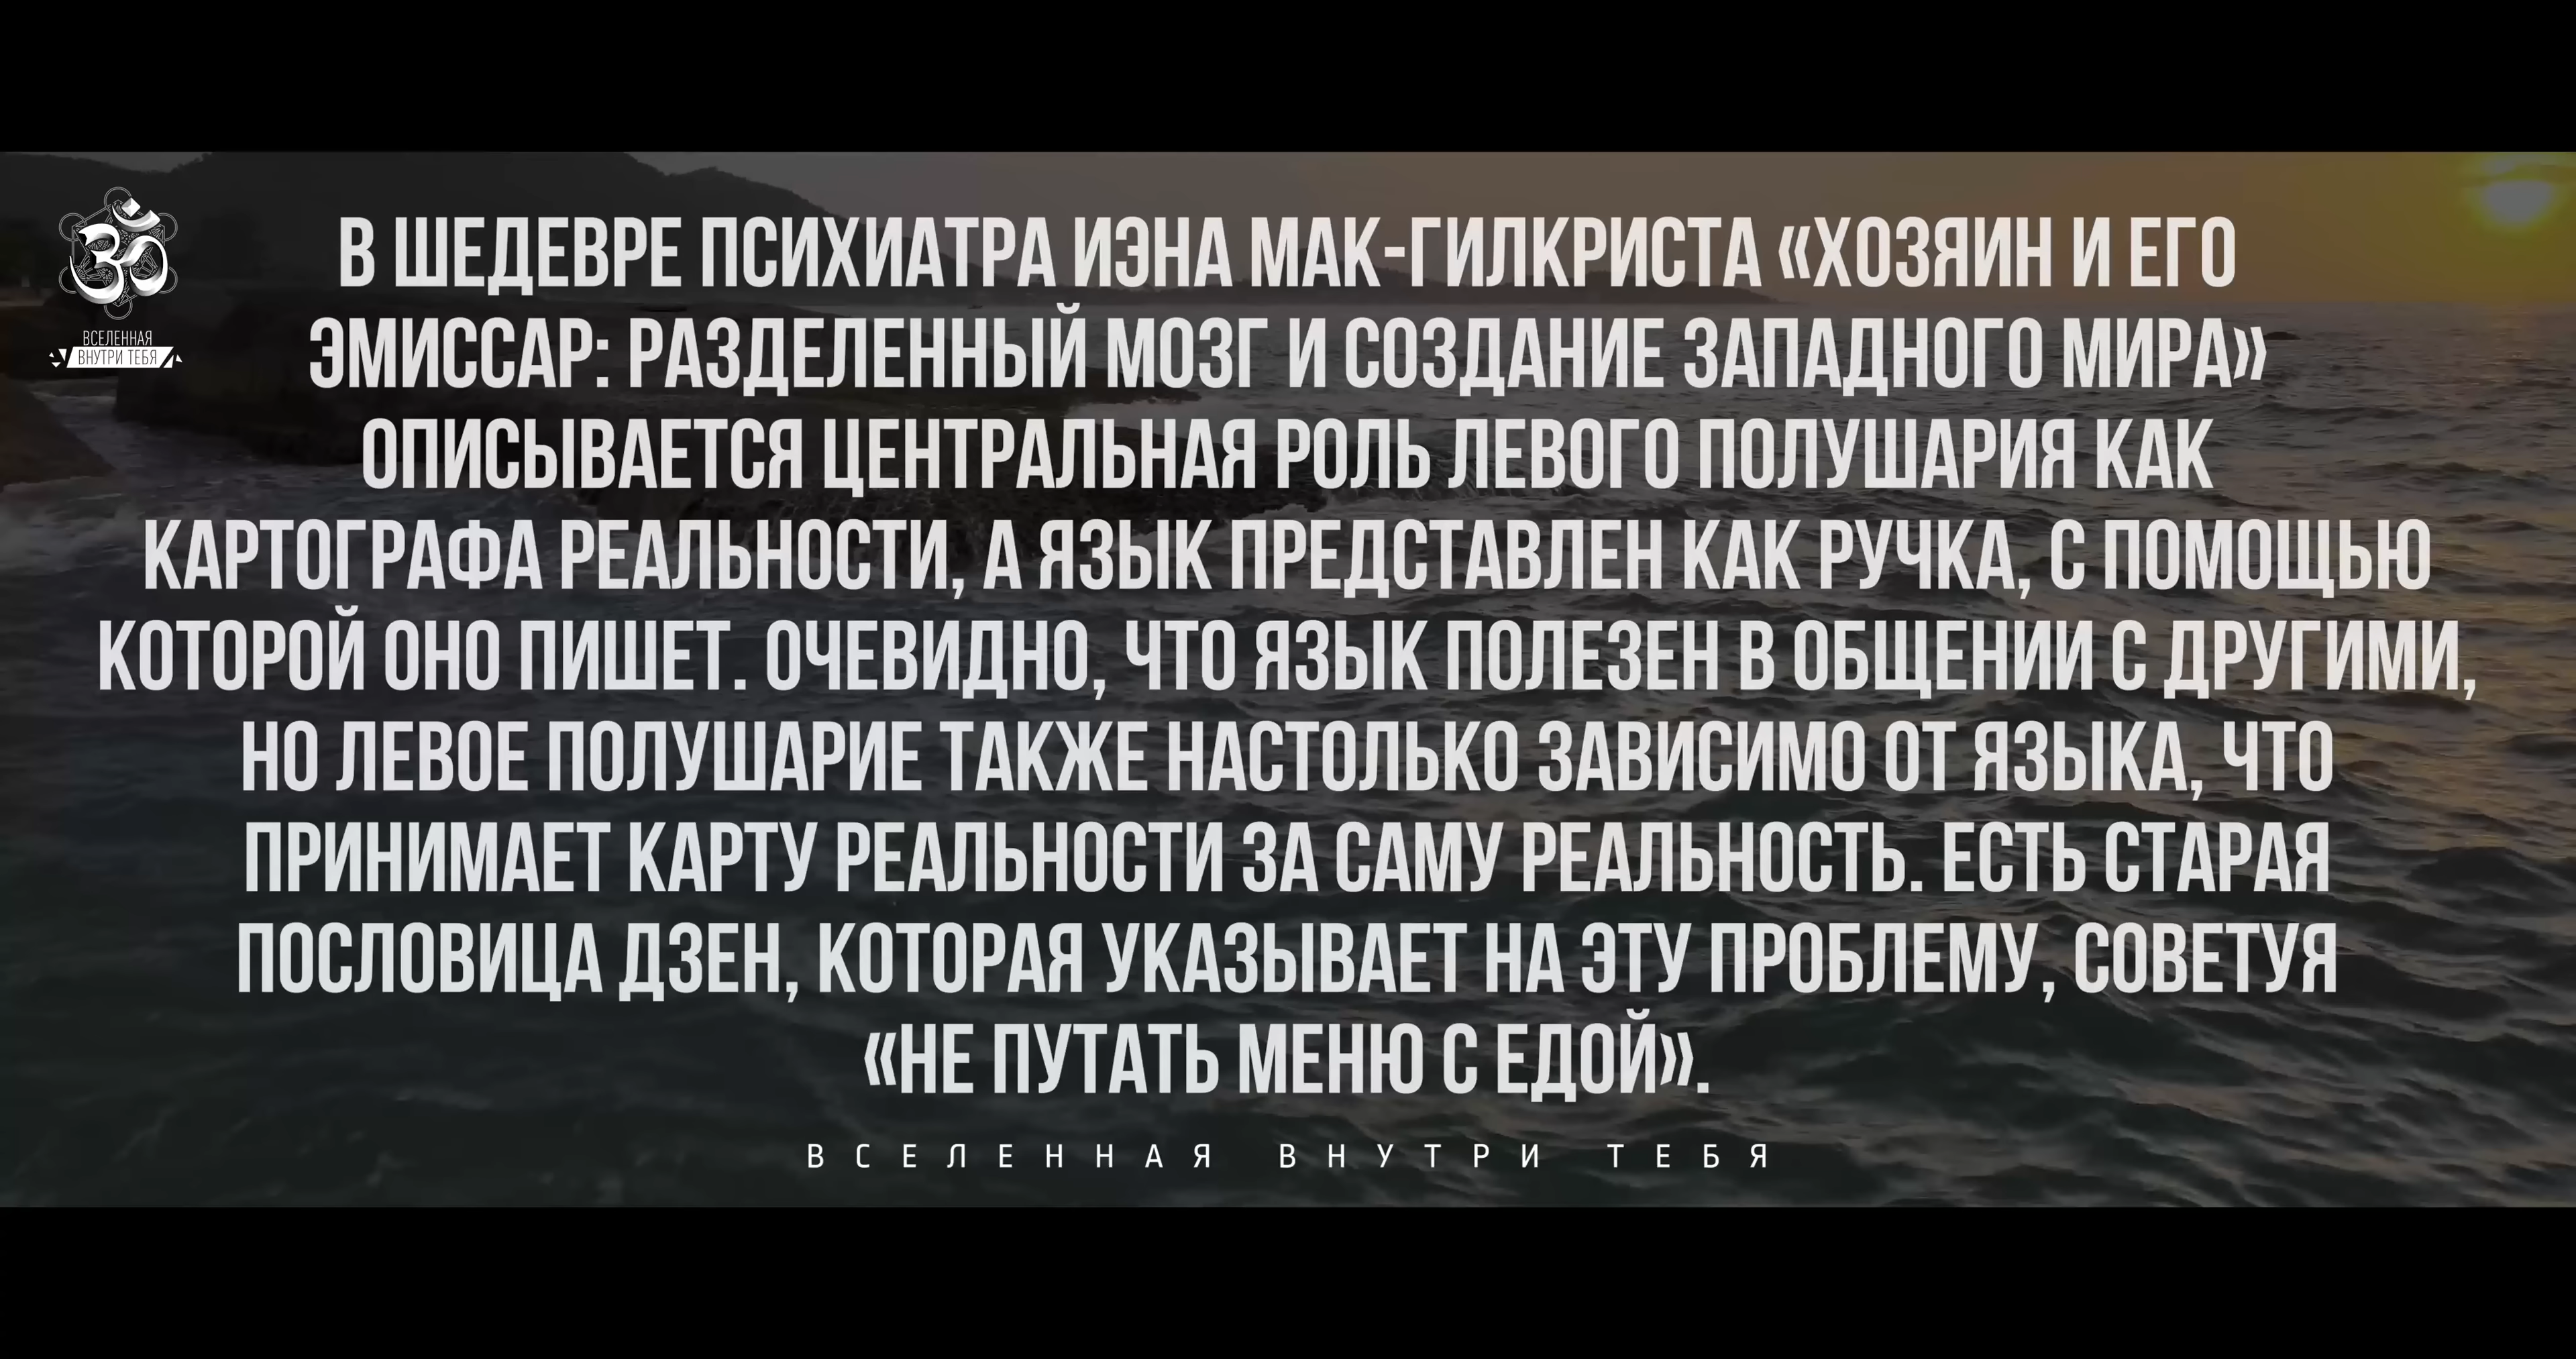 ВСЕЛЕННАЯ
ВНУТРИ ТЕБЯ
В ШЕДЕВРЕ ПСИХИАТРА ИЭНА МАК-ГИЛКРИСТА «ХОЗЯИН И ЕГО
ЭМИССАР: РАЗДЕЛЕННЫЙ МОЗГ И СОЗДАНИЕ ЗАПАДНОГО МИРА»
ОПИСЫВАЕТСЯ ЦЕНТРАЛЬНАЯ РОЛЬ ЛЕВОГО ПОЛУШАРИЯ КАК
КАРТОГРАФА РЕАЛЬНОСТИ, А ЯЗЫК ПРЕДСТАВЛЕН КАК РУЧКА, С ПОМОЩЬЮ
КОТОРОЙ ОНО ПИШЕТ. ОЧЕВИДНО, ЧТО ЯЗЫК ПОЛЕЗЕН В ОБЩЕНИИ С ДРУГИМИ,
НО ЛЕВОЕ ПОЛУШАРИЕ ТАКЖЕ НАСТОЛЬКО ЗАВИСИМО ОТ ЯЗЫКА, ЧТО
ПРИНИМАЕТ КАРТУ РЕАЛЬНОСТИ ЗА САМУ РЕАЛЬНОСТЬ. ЕСТЬ СТАРАЯ
ПОСЛОВИЦА ДЗЕН, КОТОРАЯ УКАЗЫВАЕТ НА ЭТУ ПРОБЛЕМУ, СОВЕТУЯ
«НЕ ПУТАТЬ МЕНЮ С ЕДОЙ».
ВСЕЛЕННАЯ ВНУТРИ ТЕБЯ